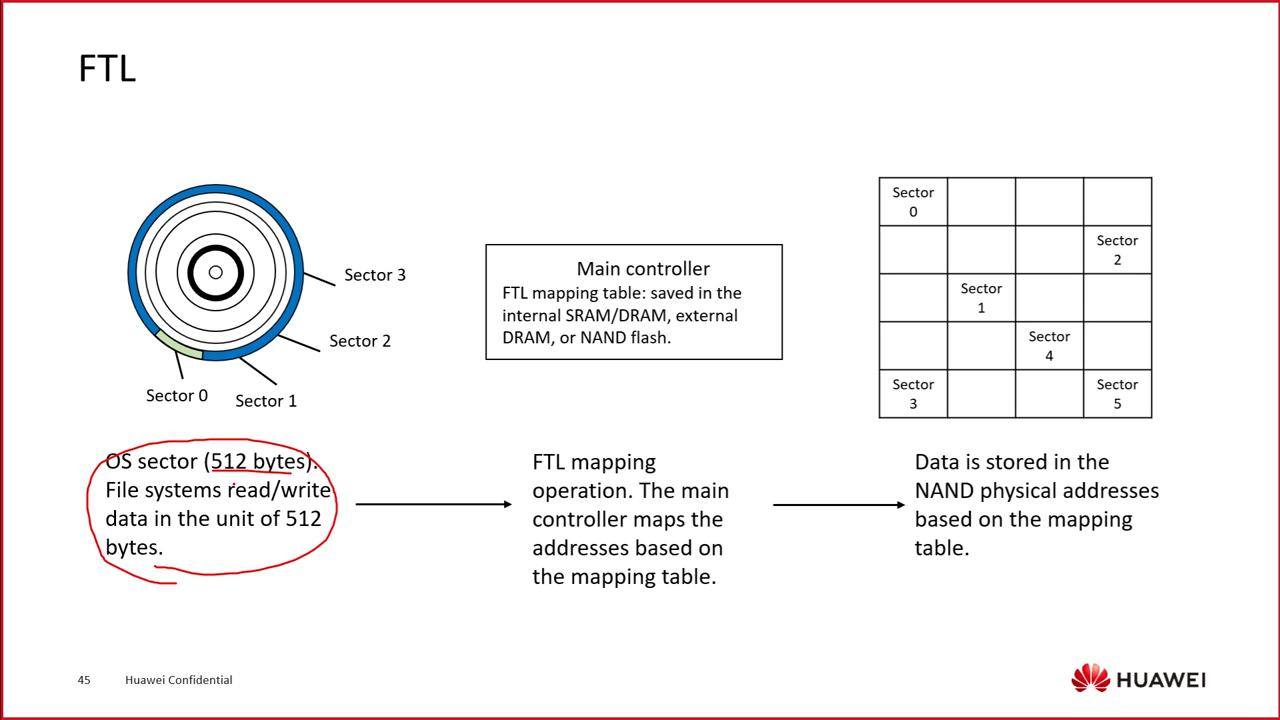 FTL
Sector 3
Sector 2
Sector 0
Sector 1
Main controller
FTL mapping table: saved in the
internal SRAM/DRAM, external
DRAM, or NAND flash.
Sector
0
Sector
2
Sector
1
Sector
4
Sector
3
Sector
5
OS sector (512 bytes).
File systems read/write
data in the unit of 512
bytes.
FTL mapping
operation. The main
controller maps the
addresses based on
the mapping table.
Data is stored in the
NAND physical addresses
based on the mapping
table.
45
Huawei Confidential
HUAWEI